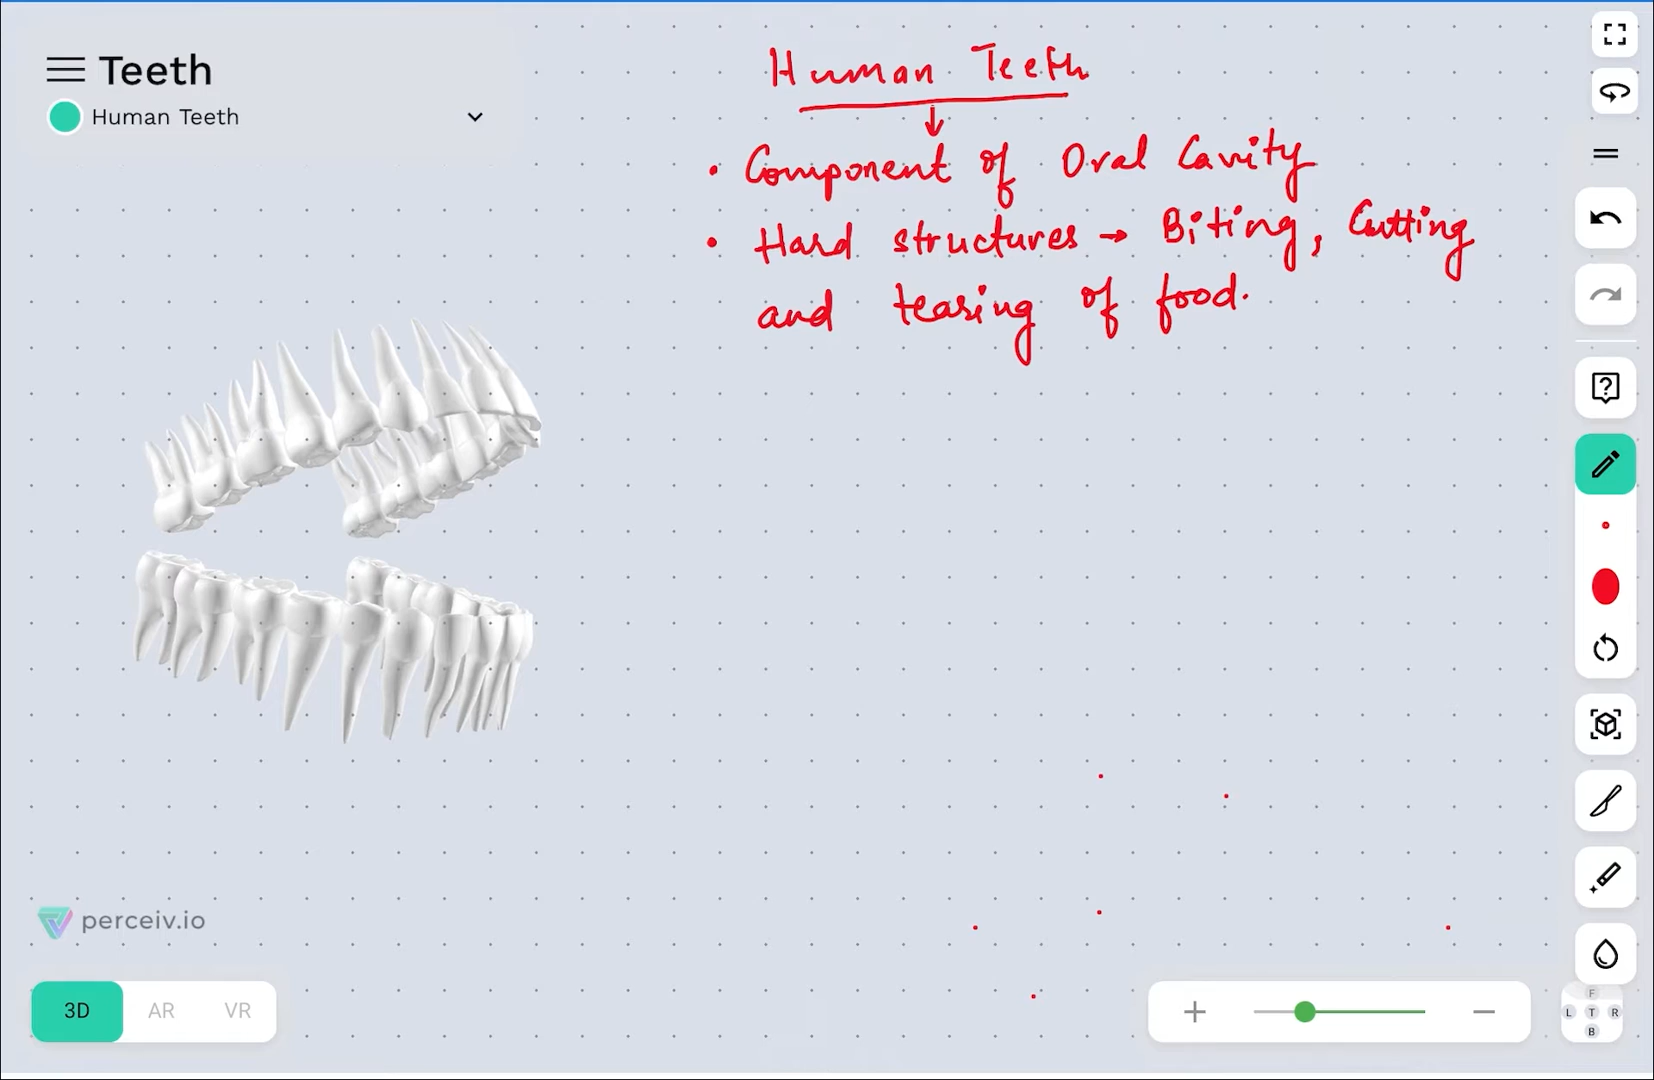 Teeth
Human Teeth
Human Teeth
• Component of Oral Cavity
• Hard structures → Biting, Cutting
and tearing of food.
perceiv.io
3D AR VR
F
L T R
B